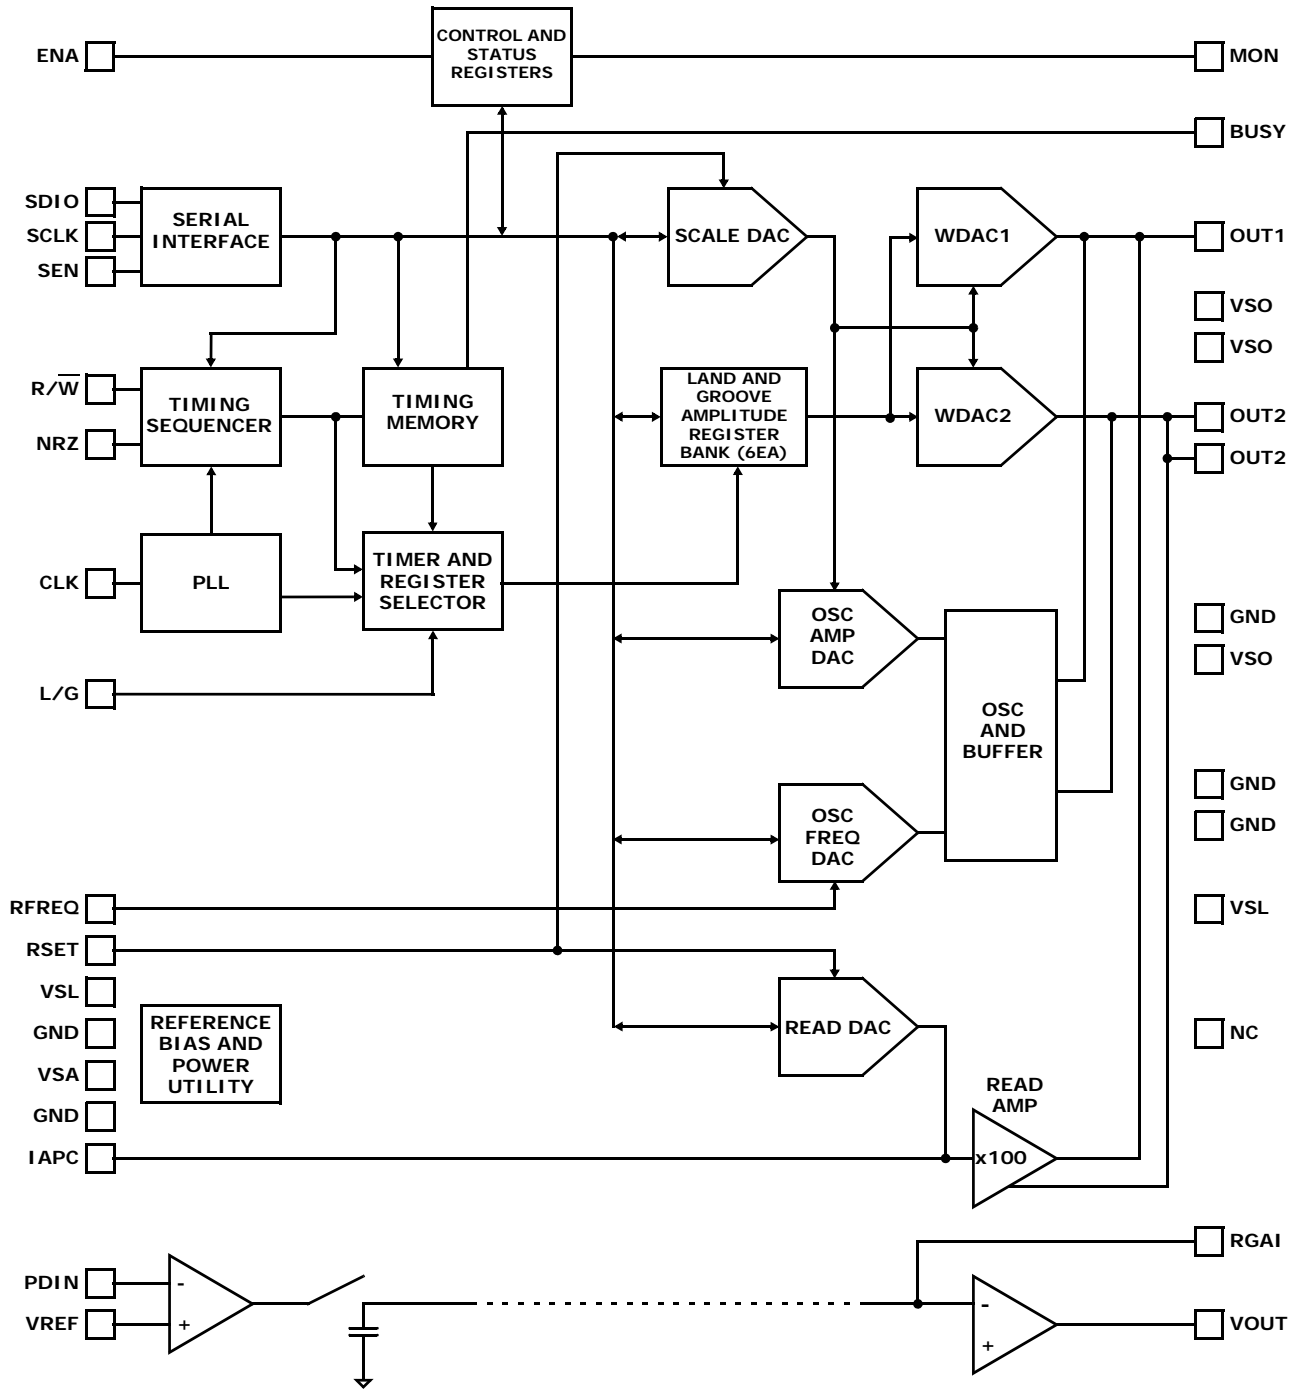 ENA
CONTROL AND
STATUS
REGISTERS
MON
BUSY
SDIO
SCLK
SEN
SERIAL
INTERFACE
SCALE DAC
WDAC1
OUT1
VSO
VSO
R/W
NRZ
TIMING
SEQUENCER
TIMING
MEMORY
LAND AND
GROOVE
AMPLITUDE
REGISTER
BANK (6EA)
WDAC2
OUT2
OUT2
CLK
PLL
TIMER AND
REGISTER
SELECTOR
OSC
AMP
DAC
GND
VSO
L/G
OSC
AND
BUFFER
OSC
FREQ
DAC
GND
GND
RFREQ
VSL
RSET
VSL
GND
VSA
GND
REFERENCE
BIAS AND
POWER
UTILITY
READ DAC
NC
READ
AMP
IAPC
x100
RGAI
PDIN
VREF
-
+
-
+
VOUT